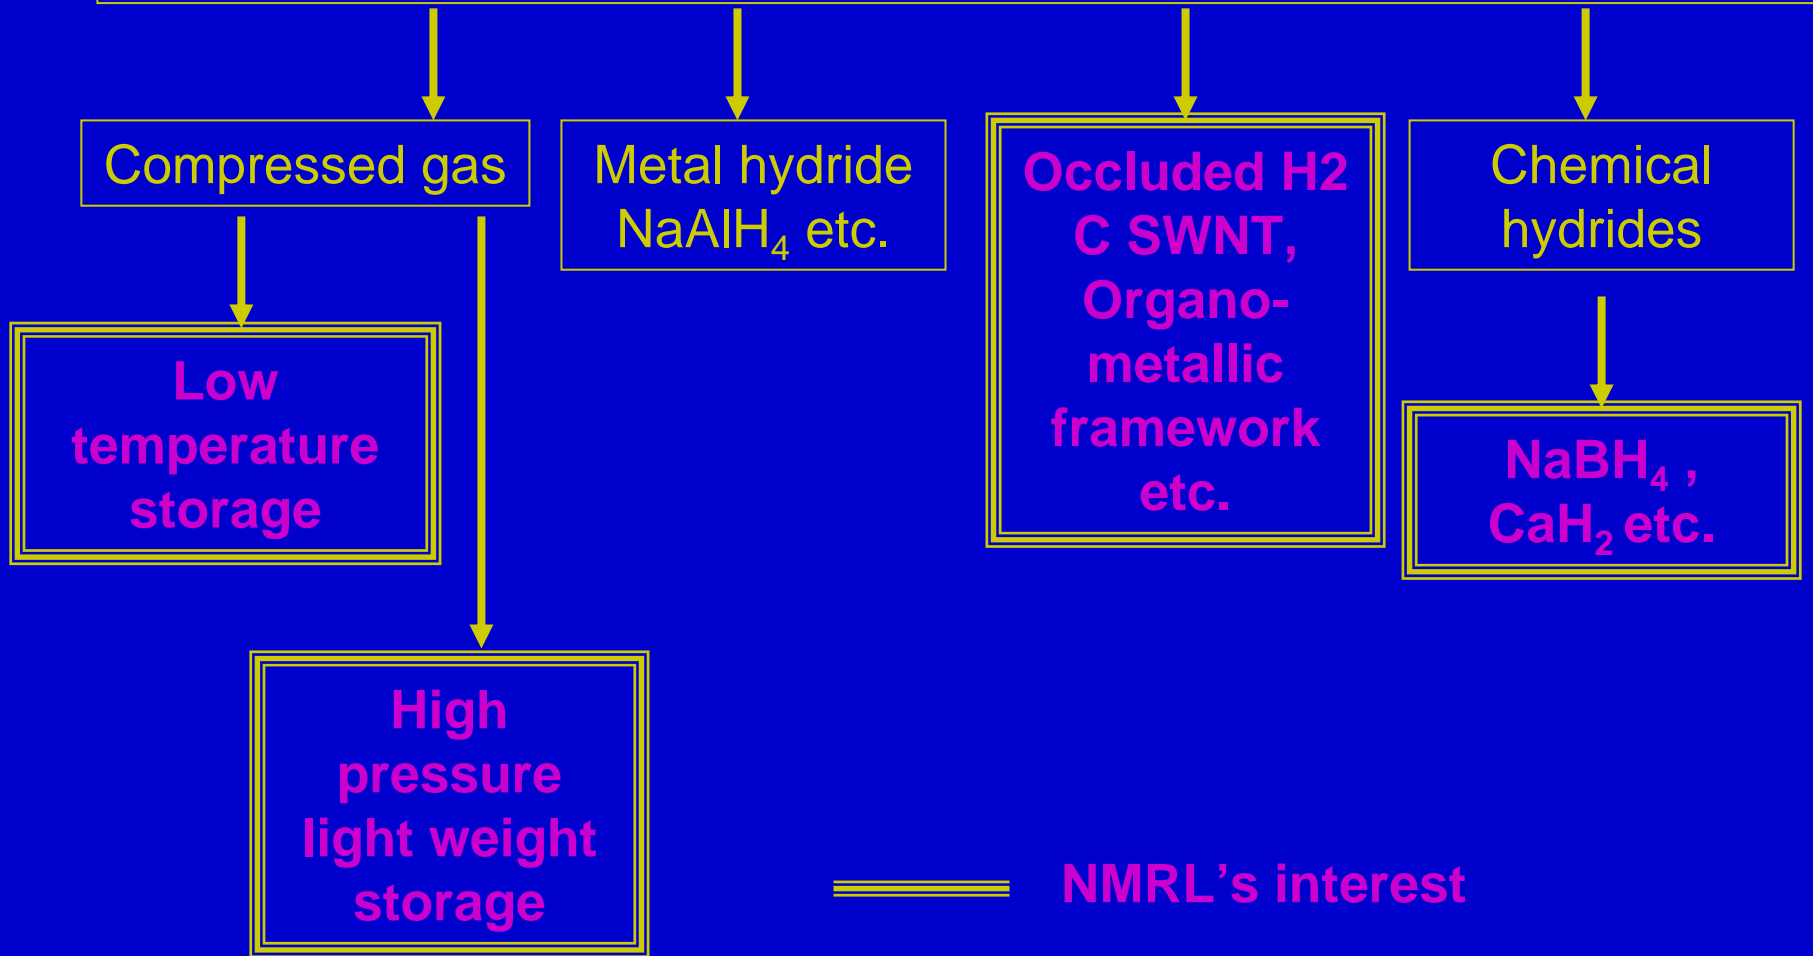 Compressed gas
Metal hydride
NaAlH₄ etc.
Occluded H2
C SWNT,
Organo-
metallic
framework
etc.
Chemical
hydrides
Low
temperature
storage
NaBH₄ ,
CaH₂ etc.
High
pressure
light weight
storage
NMRL’s interest